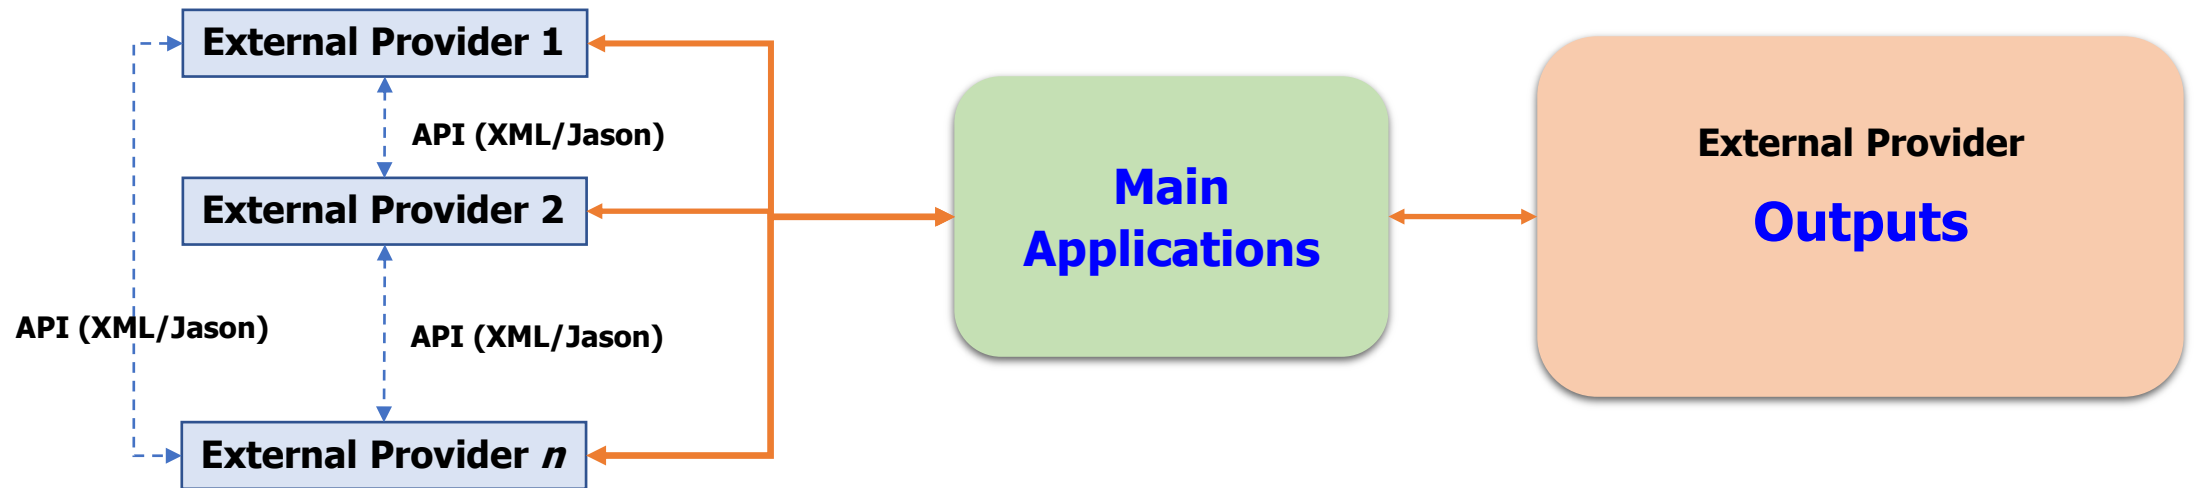 External Provider 1
API (XML/Jason)
External Provider 2
API (XML/Jason)
API (XML/Jason)
External Provider n
Main
Applications
External Provider
Outputs